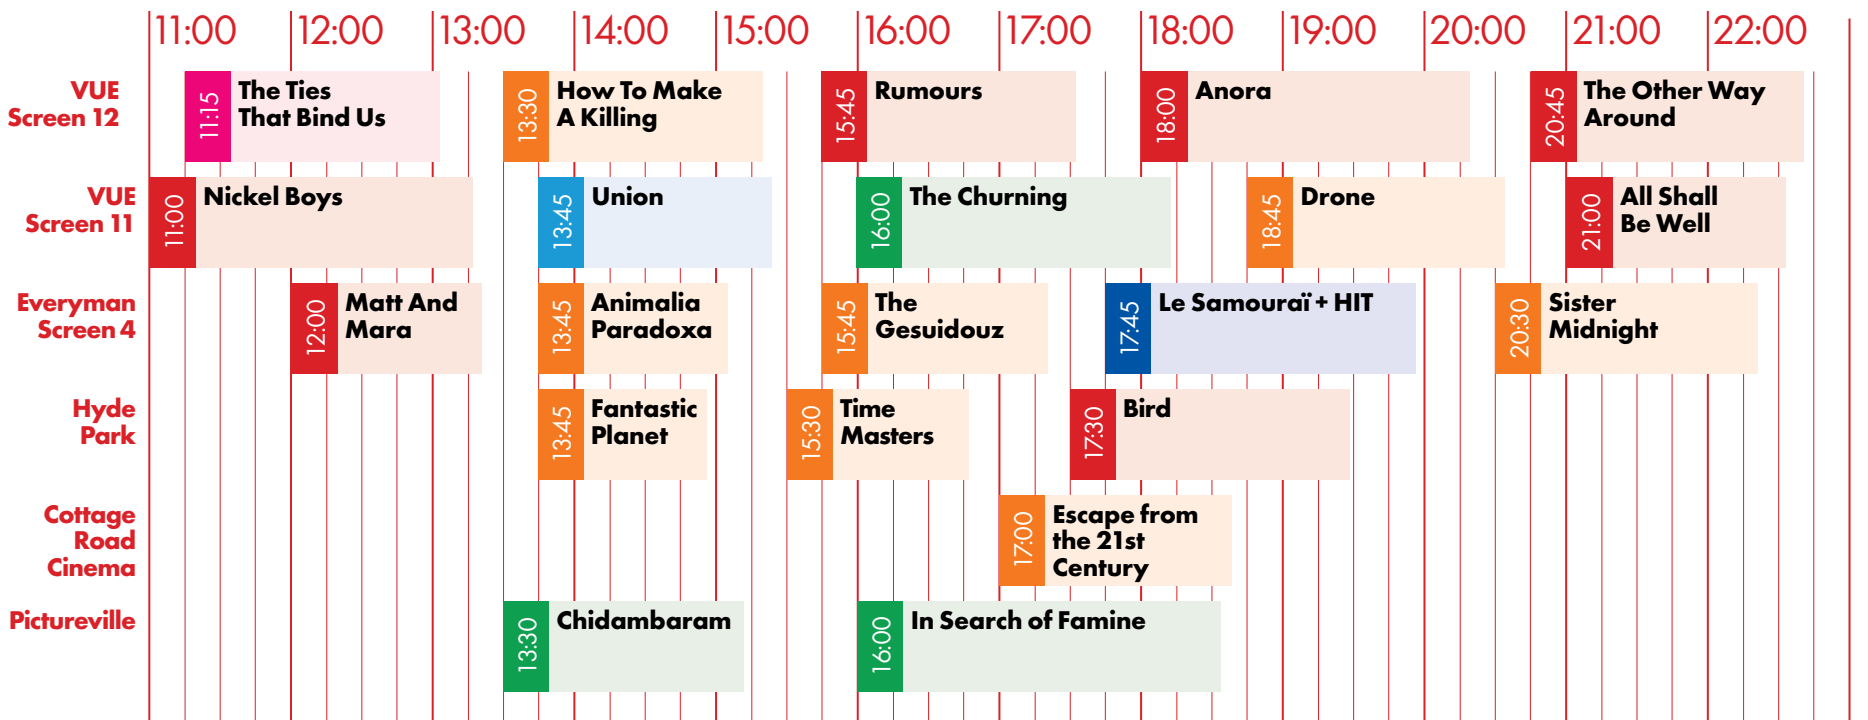 11:00 12:00 13:00 14:00 15:00 16:00 17:00 18:00 19:00 20:00 21:00 22:00
VUE
Screen 12
11:15
The Ties
That Bind Us
13:30
How To Make
A Killing
15:45
Rumours
18:00
Anora
20:45
The Other Way
Around
VUE
Screen 11
11:00
Nickel Boys
13:45
Union
16:00
The Churning
18:45
Drone
21:00
All Shall
Be Well
Everyman
Screen 4
12:00
Matt And
Mara
13:45
Animalia
Paradoxa
15:45
The
Gesuidouz
17:45
Le Samouraï + HIT
20:30
Sister
Midnight
Hyde
Park
13:45
Fantastic
Planet
15:30
Time
Masters
17:30
Bird
Cottage
Road
Cinema
17:00
Escape from
the 21st
Century
Pictureville
13:30
Chidambaram
16:00
In Search of Famine